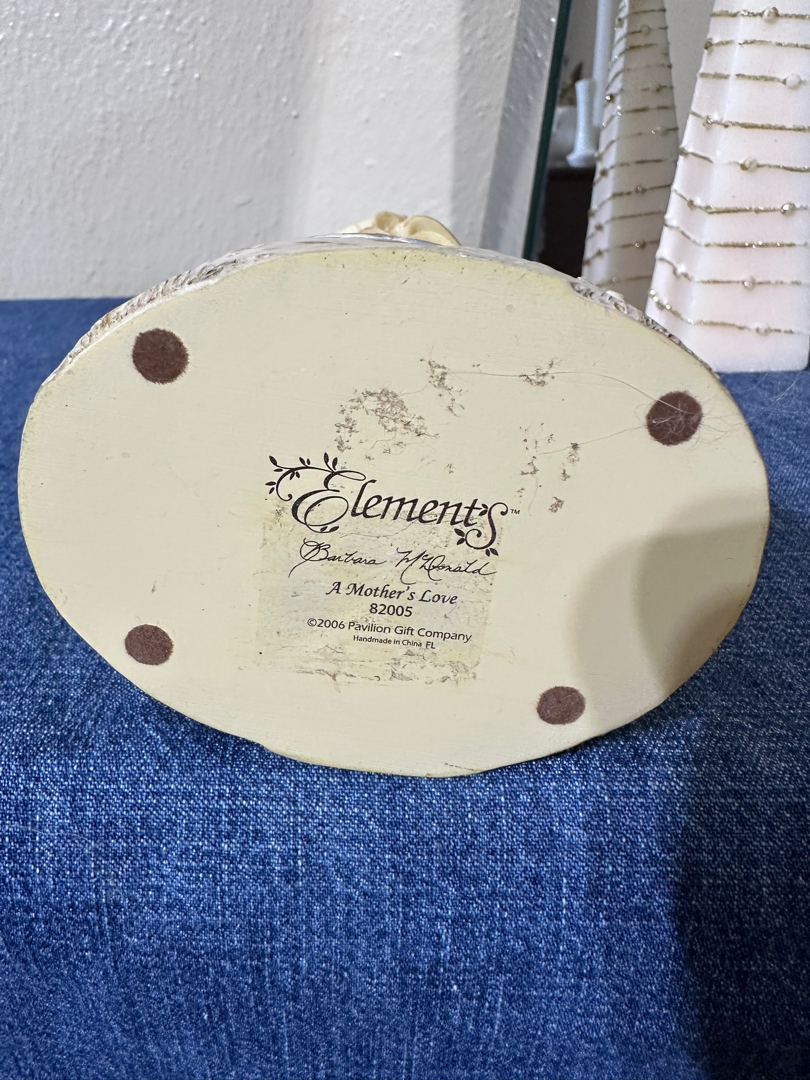 Elements™
Barbara McDonald
A Mother's Love
82005
©2006 Pavilion Gift Company
Handmade in China FL